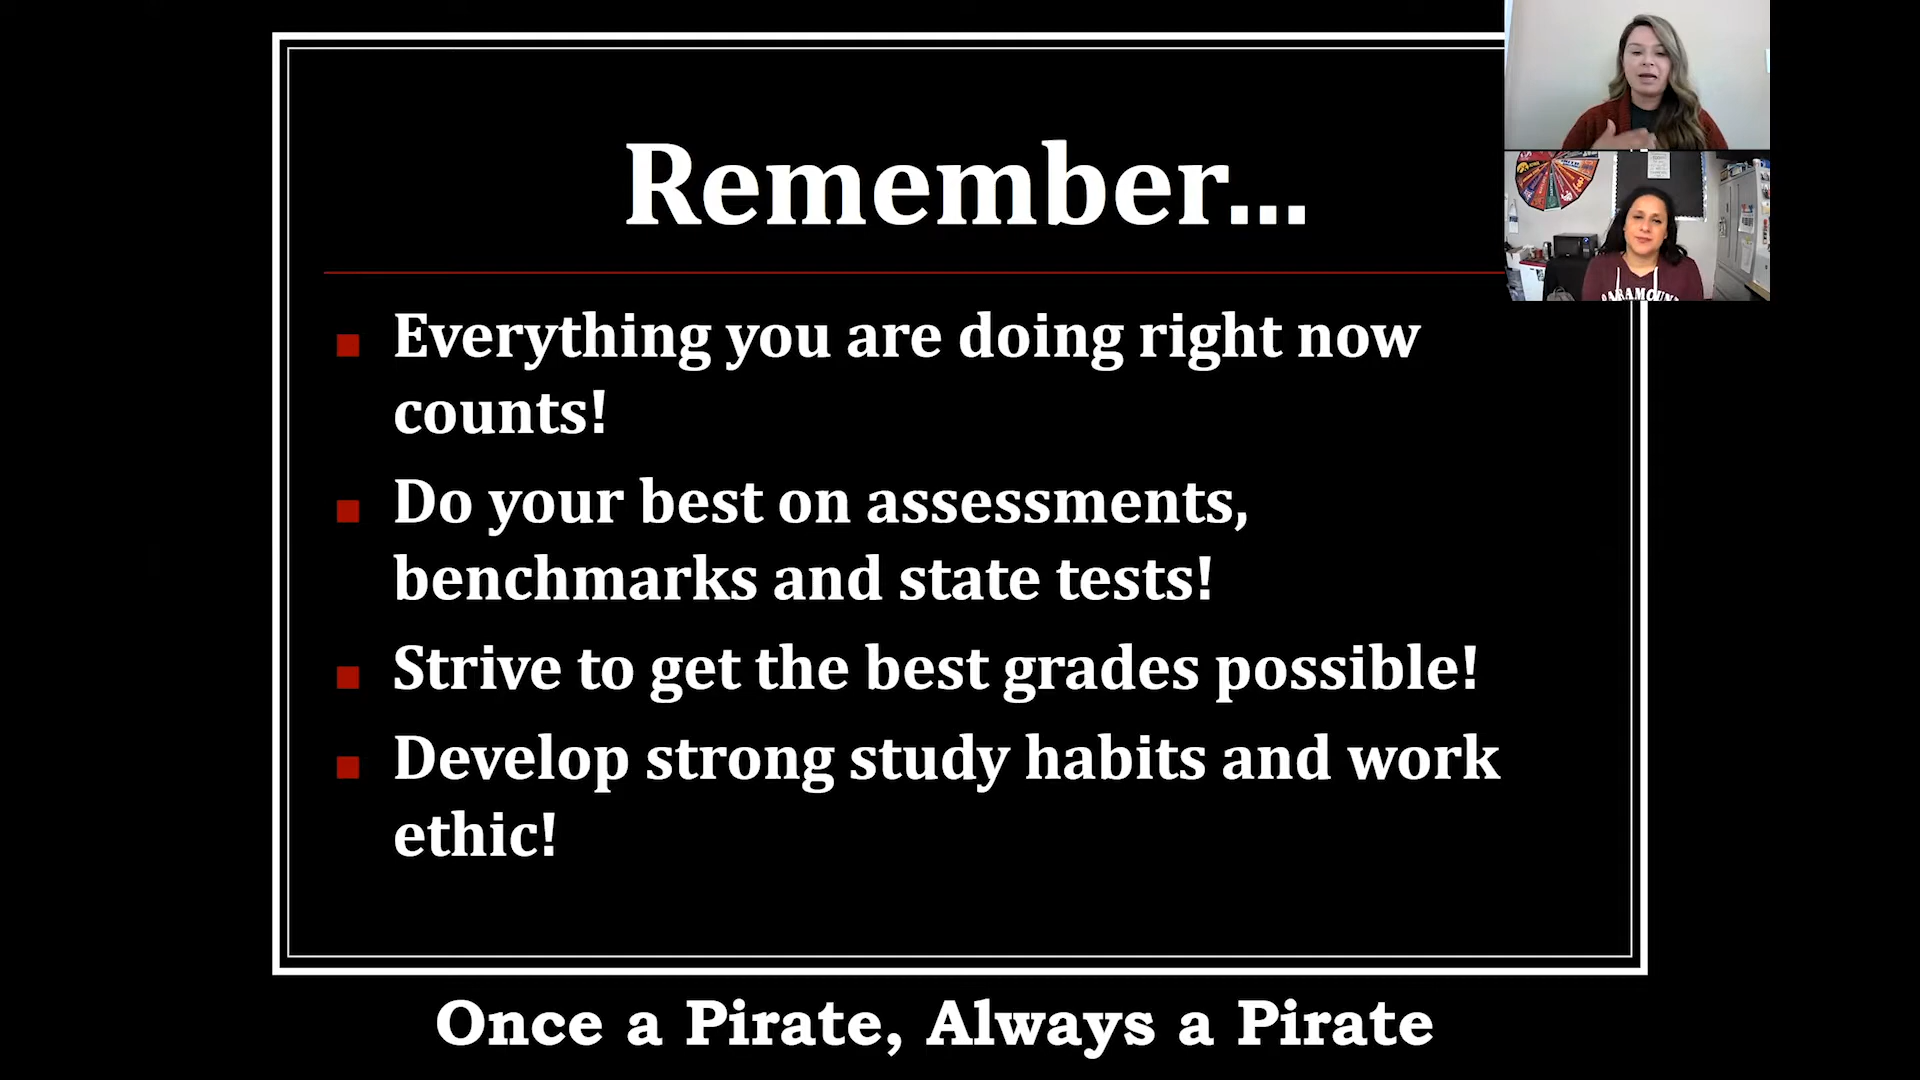 Remember...
Everything you are doing right now
counts!
Do your best on assessments,
benchmarks and state tests!
Strive to get the best grades possible!
Develop strong study habits and work
ethic!
Once a Pirate, Always a Pirate